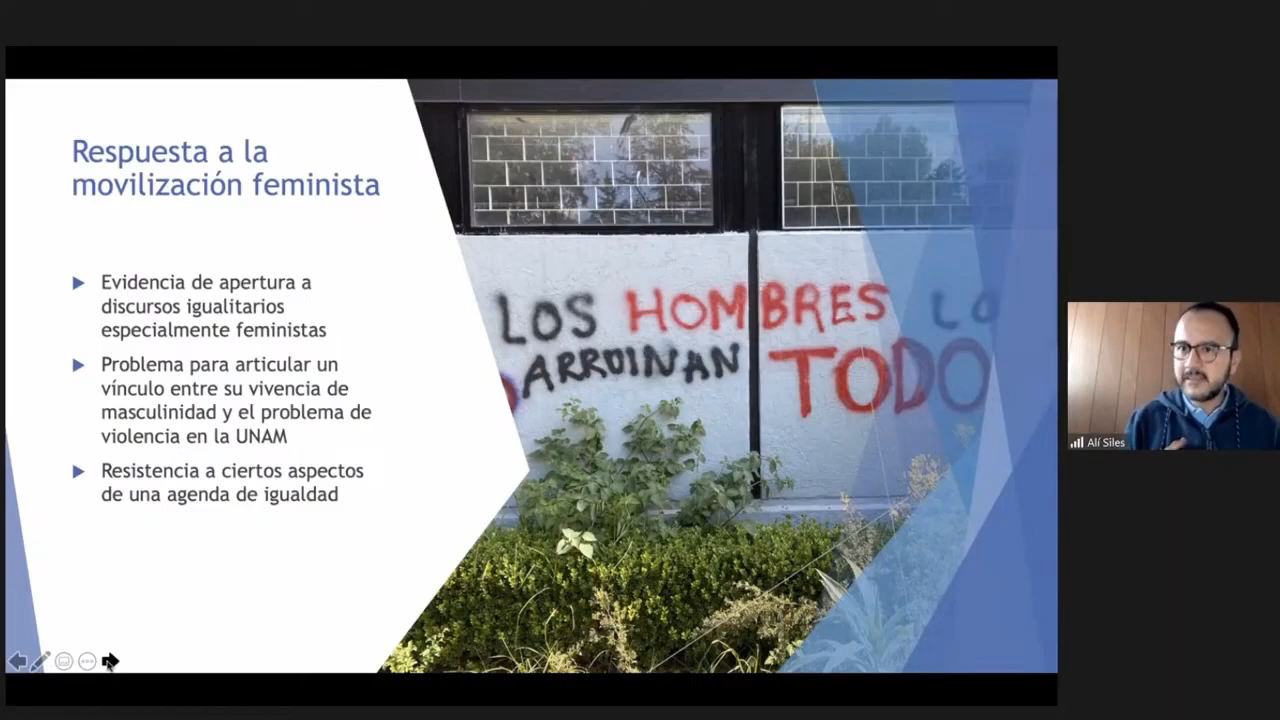 Respuesta a la
movilización feminista
Evidencia de apertura a
discursos igualitarios
especialmente feministas
Problema para articular un
vínculo entre su vivencia de
masculinidad y el problema de
violencia en la UNAM
Resistencia a ciertos aspectos
de una agenda de igualdad
LOS HOMBRES LO
ARRUINAN TODO
Alí Siles